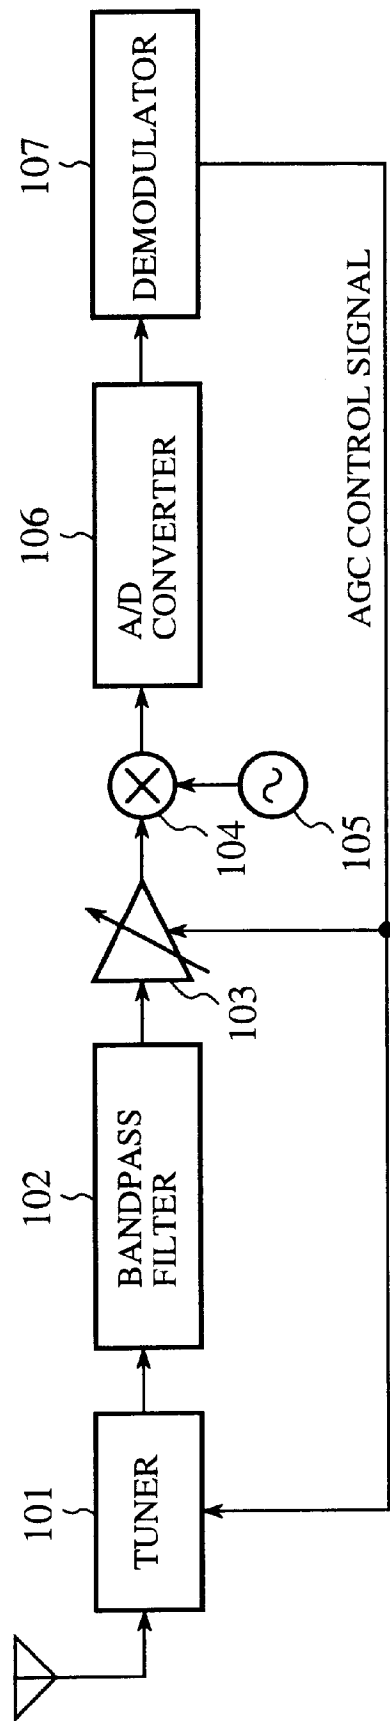 101
TUNER
102
BANDPASS
FILTER
103
104
105
106
A/D
CONVERTER
107
DEMODULATOR
AGC CONTROL SIGNAL